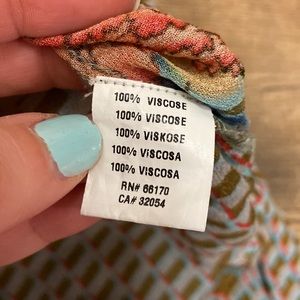 100% VISCOSE
100% VISCOSE
100% VISKOSE
100% VISCOSA
100% VISCOSA
RN# 66170
CA# 32054